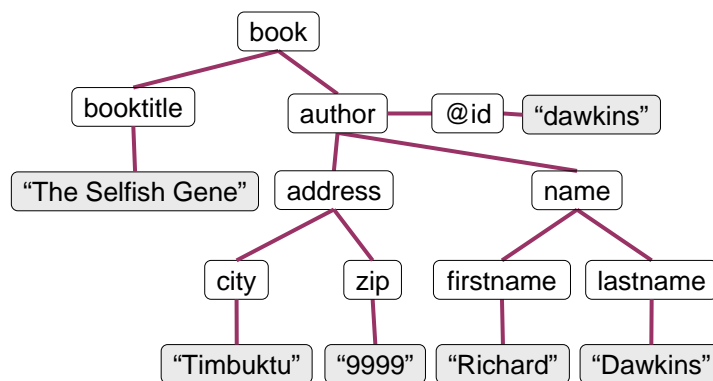 book
booktitle
author
@id
“dawkins”
“The Selfish Gene”
address
name
city
zip
firstname
lastname
“Timbuktu”
“9999”
“Richard”
“Dawkins”